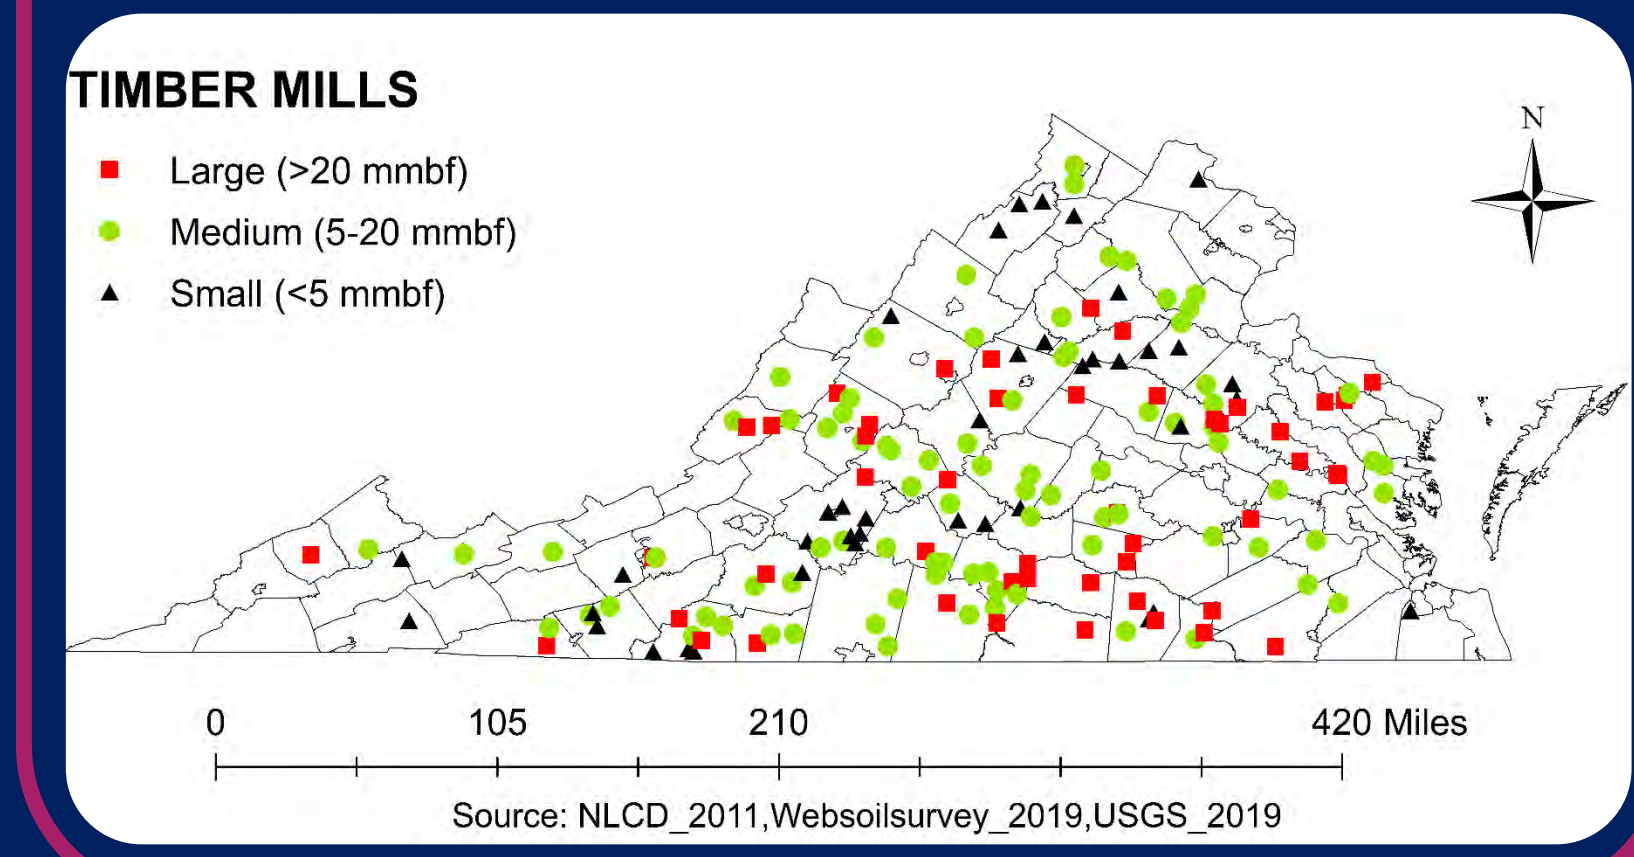 TIMBER MILLS
Large (>20 mmbf)
Medium (5-20 mmbf)
Small (<5 mmbf)
N
0 105 210 420 Miles
Source: NLCD_2011,Websoilsurvey_2019,USGS_2019